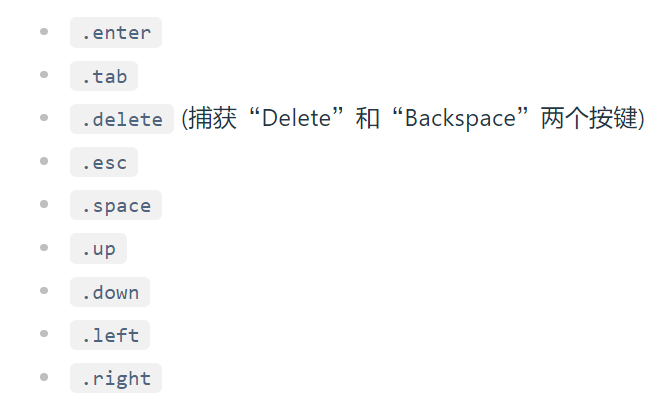 .enter
.tab
.delete (捕获“Delete”和“Backspace”两个按键)
.esc
.space
.up
.down
.left
.right